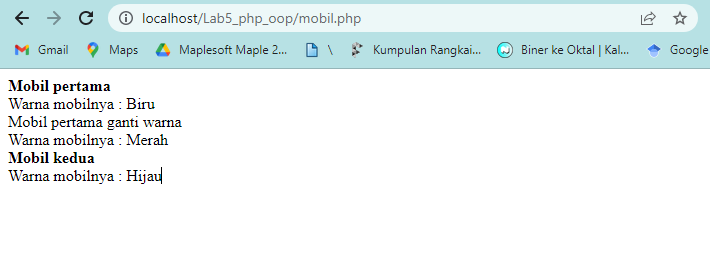 localhost/Lab5_php_oop/mobil.php
Gmail Maps Maplesoft Maple 2... \ Kumpulan Rangkai... Biner ke Oktal | Kal... Google
Mobil pertama
Warna mobilnya : Biru
Mobil pertama ganti warna
Warna mobilnya : Merah
Mobil kedua
Warna mobilnya : Hijau